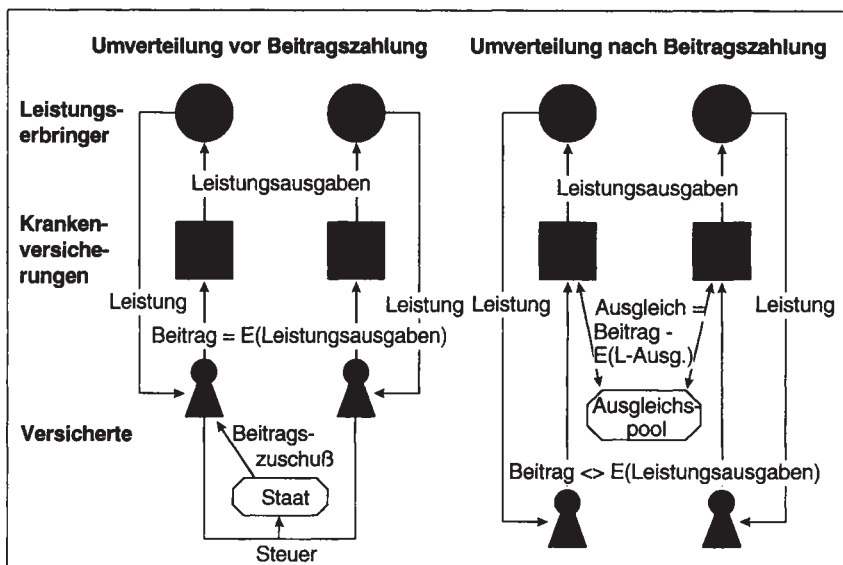 Umverteilung vor Beitragszahlung
Umverteilung nach Beitragszahlung
Leistungs-
erbringer
Leistungsausgaben
Leistungsausgaben
Kranken-
versiche-
rungen
Leistung
Leistung
Leistung
Ausgleich =
Beitrag -
E(L-Ausg.)
Leistung
Beitrag = E(Leistungsausgaben)
Ausgleichs-
pool
Versicherte
Beitrags-
zuschuß
Staat
Steuer
Beitrag <> E(Leistungsausgaben)